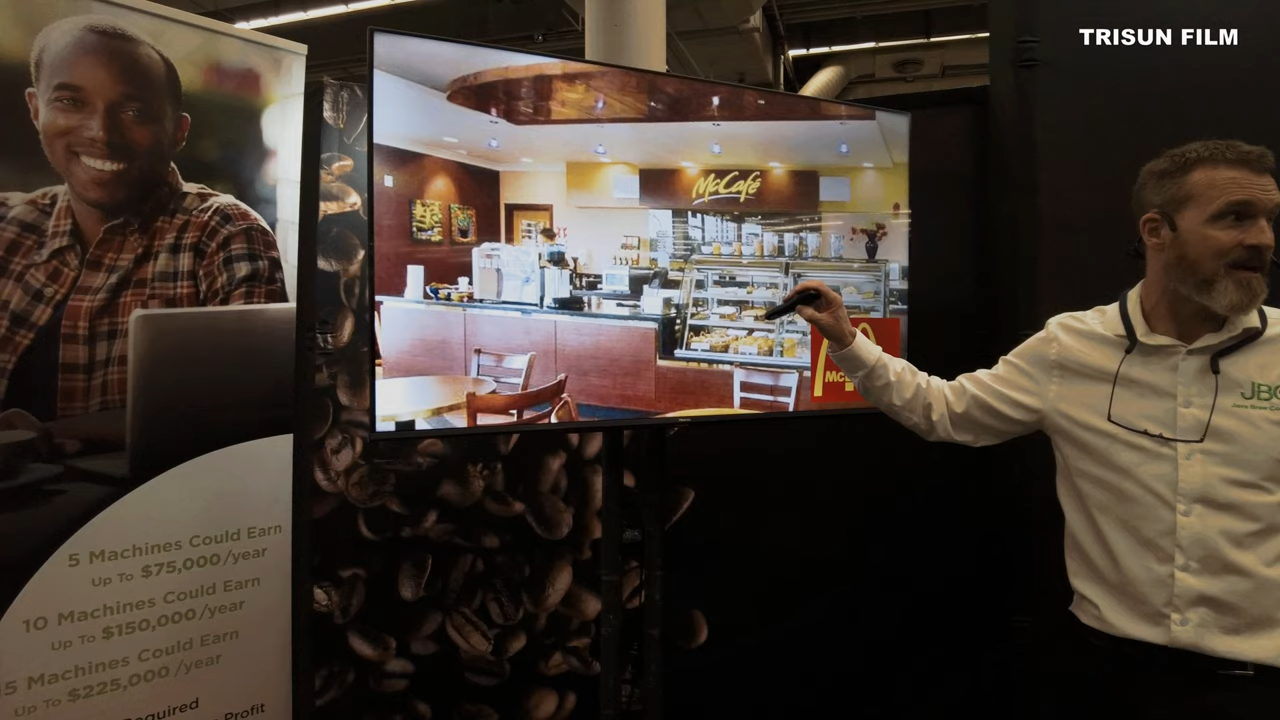 TRISUN FILM
McCafé
JBC
5 Machines Could Earn
Up To $75,000/year
10 Machines Could Earn
Up To $150,000/year
15 Machines Could Earn
Up To $225,000/year
Required
Profit